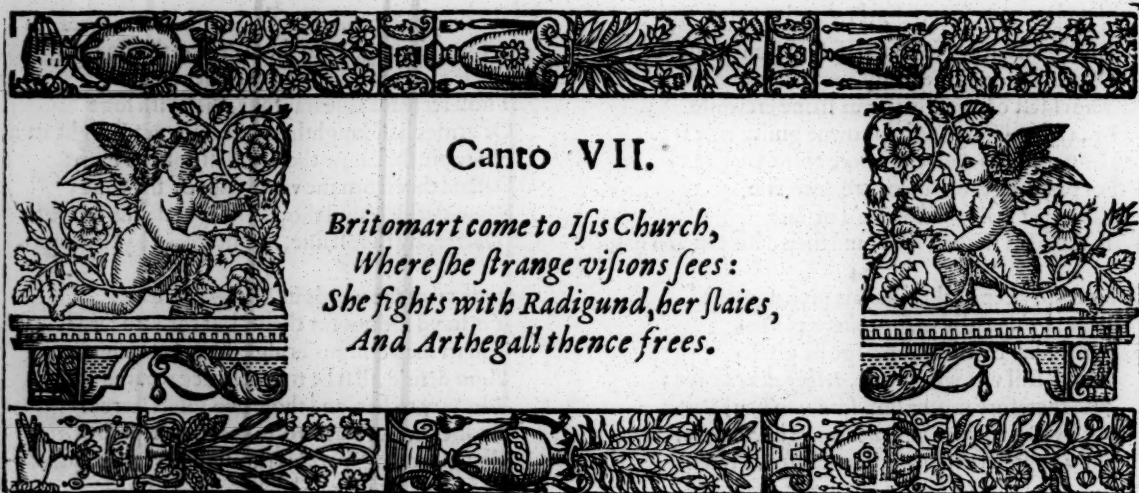 Canto VII.
Britomart come to Iſis Church,
Where ſhe ſtrange viſions ſees:
She fights with Radigund, her ſlaies,
And Arthegall thence frees.